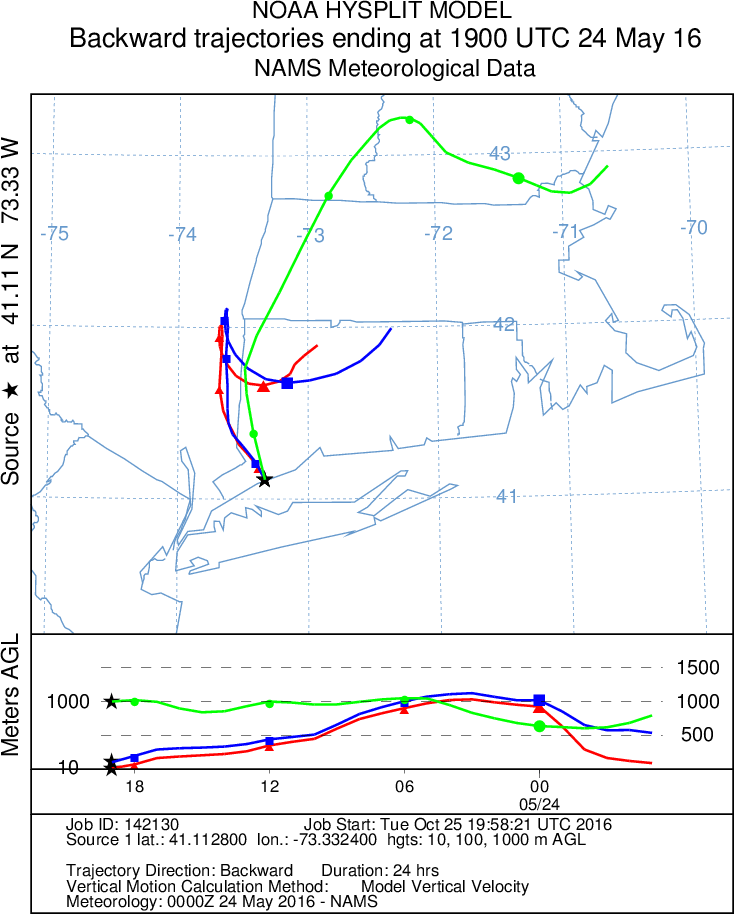 NOAA HYSPLIT MODEL
Backward trajectories ending at 1900 UTC 24 May 16
NAMS Meteorological Data
Source ★ at 41.11 N 73.33 W
43
-75 -74 -73 -72 -71 -70
42
41
Meters AGL
1500
1000 1000
500
10
18 12 06 00
05/24
Job ID: 142130 Job Start: Tue Oct 25 19:58:21 UTC 2016
Source 1 lat.: 41.112800 lon.: -73.332400 hgts: 10, 100, 1000 m AGL
Trajectory Direction: Backward Duration: 24 hrs
Vertical Motion Calculation Method: Model Vertical Velocity
Meteorology: 0000Z 24 May 2016 - NAMS